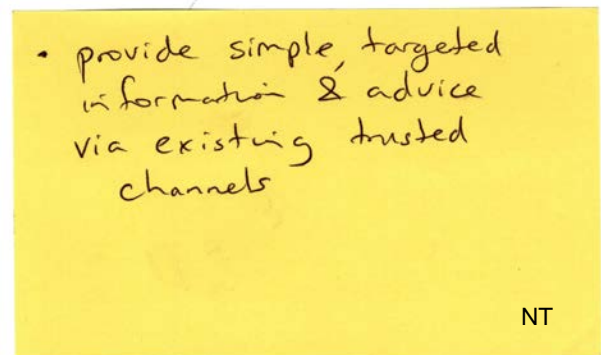 • provide simple, targeted
information & advice
via existing trusted
channels
NT